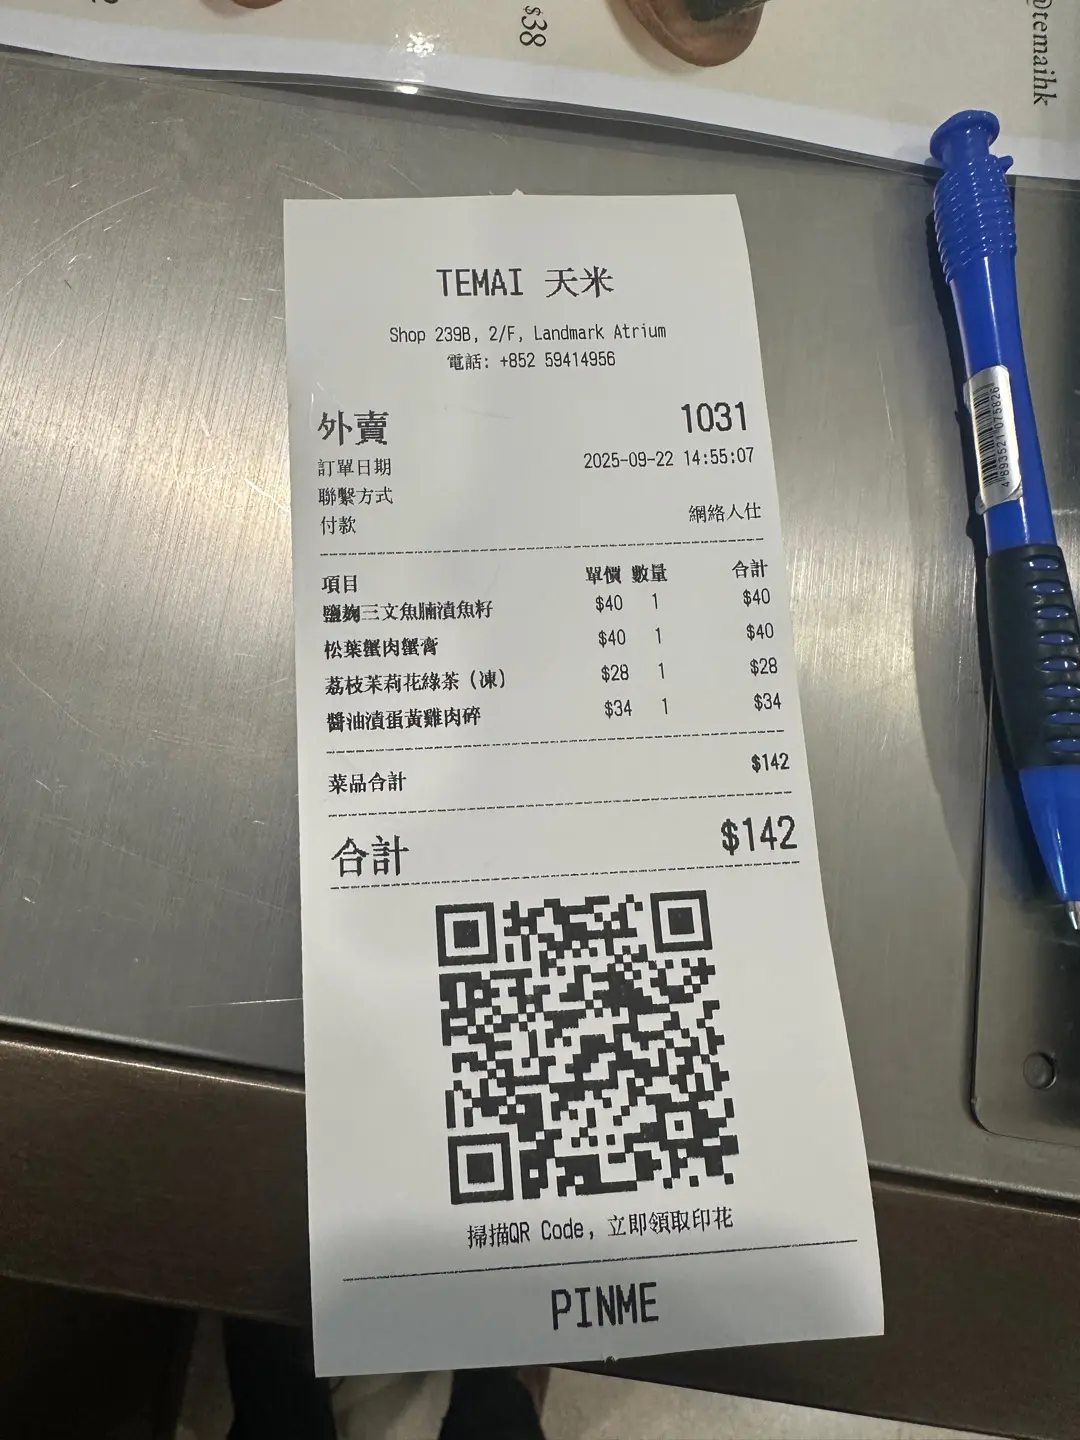 $38
@temaihk
TEMAI 天米
Shop 239B, 2/F, Landmark Atrium
電話: +852 59414956
外賣 1031
訂單日期 2025-09-22 14:55:07
聯繫方式
付款 網絡人仕
項目 單價 數量 合計
鹽麴三文魚腩漬魚籽 $40 1 $40
松葉蟹肉蟹膏 $40 1 $40
荔枝茉莉花綠茶 (凍) $28 1 $28
醬油漬蛋黃雞肉碎 $34 1 $34
菜品合計 $142
合計 $142
掃描QR Code, 立即領取印花
PINME
4 893521 075826